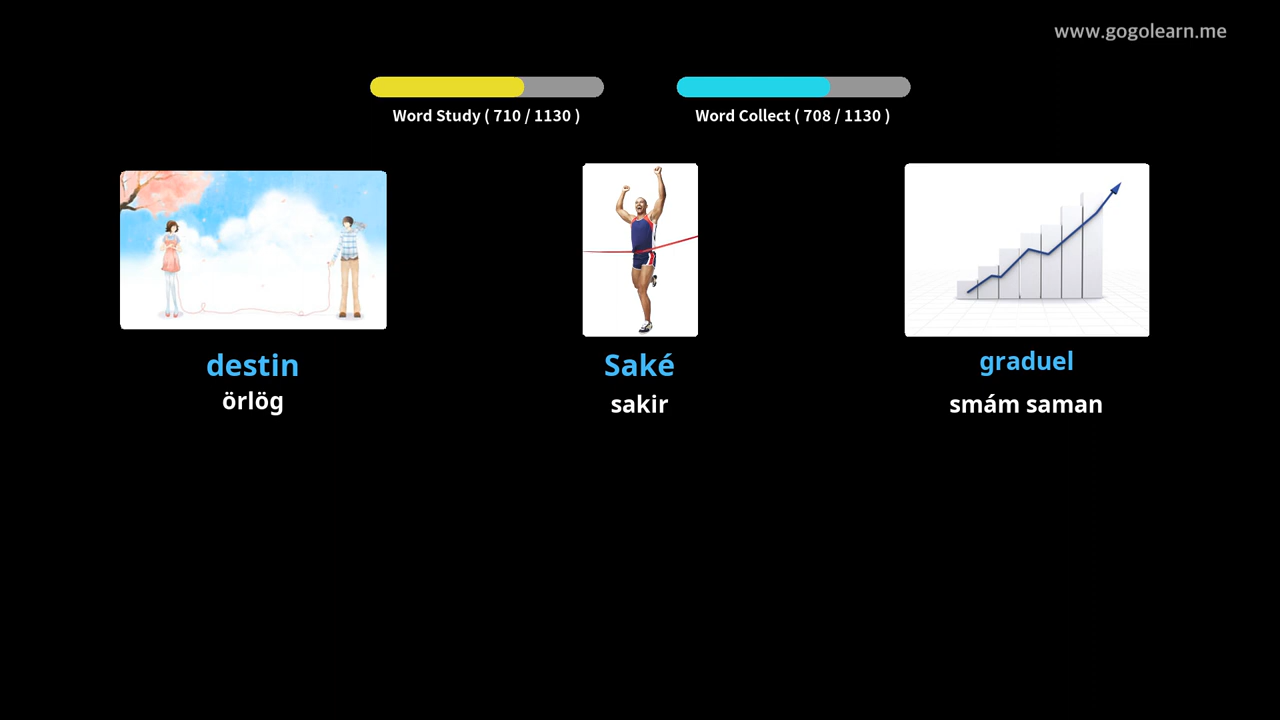 www.gogolearn.me
Word Study ( 710 / 1130 )
Word Collect ( 708 / 1130 )
destin
örlög
Saké
sakir
graduel
smám saman